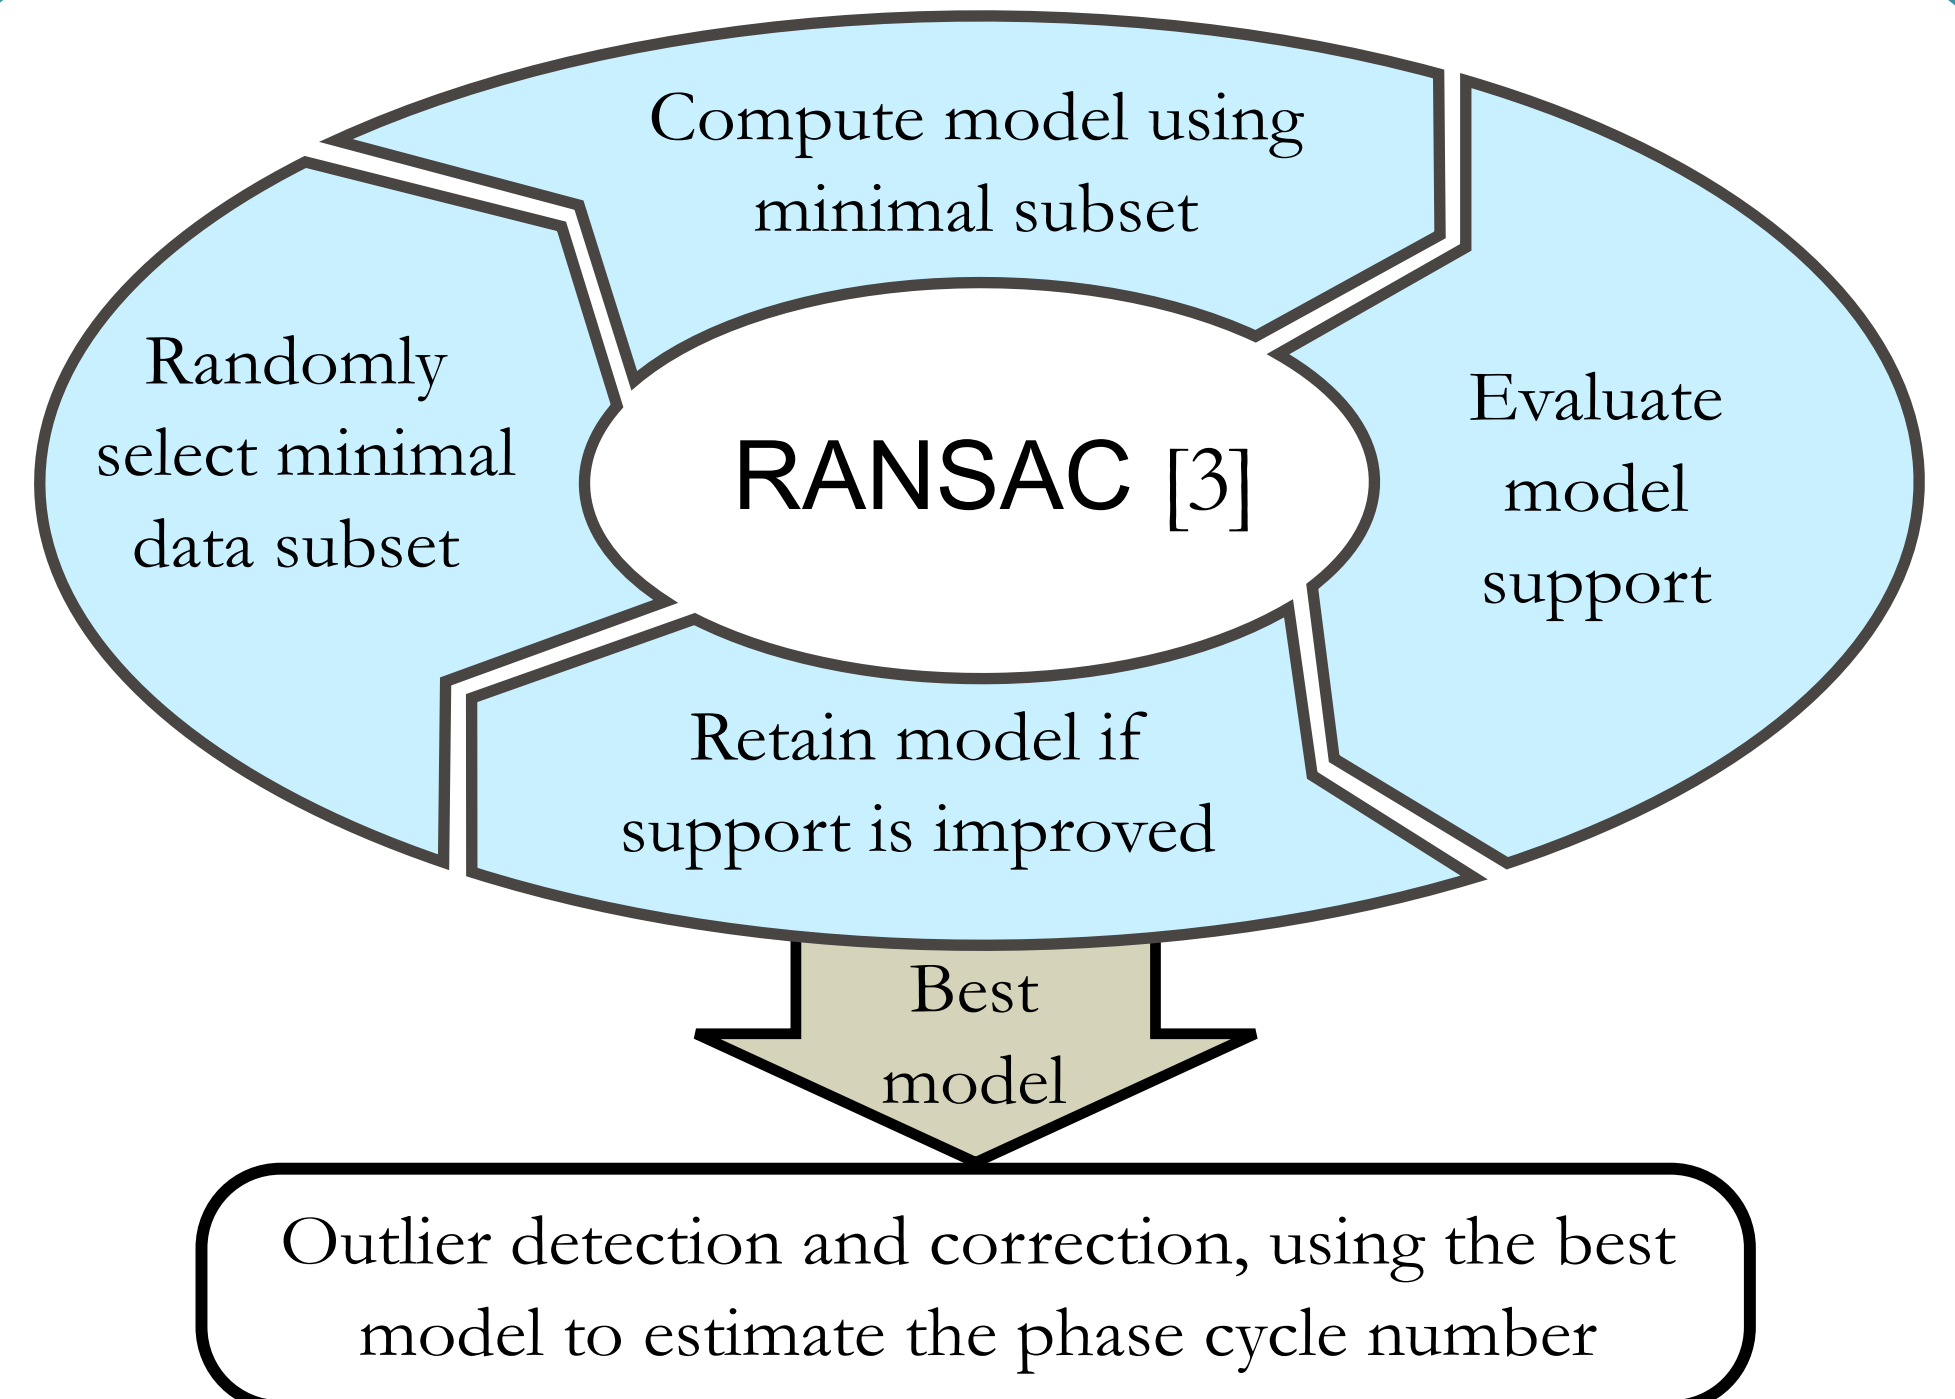 Compute model using
minimal subset
Randomly
select minimal
data subset
RANSAC [3]
Evaluate
model
support
Retain model if
support is improved
Best
model
Outlier detection and correction, using the best
model to estimate the phase cycle number